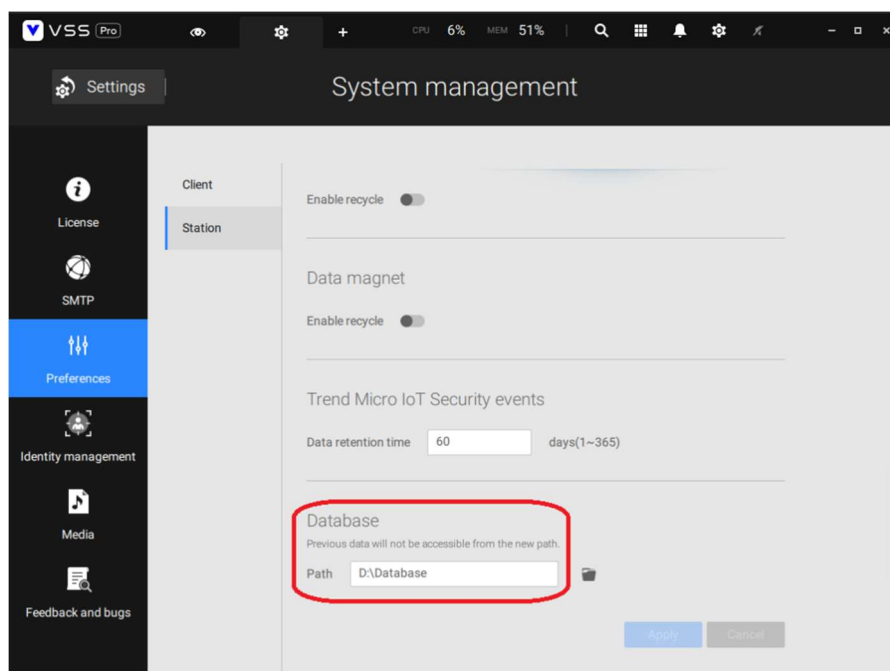 VSS Pro
+
CPU 6% MEM 51%
Settings
System management
License
SMTP
Preferences
Identity management
Media
Feedback and bugs
Client
Station
Enable recycle
Data magnet
Enable recycle
Trend Micro IoT Security events
Data retention time 60 days(1~365)
Database
Previous data will not be accessible from the new path.
Path D:\Database
Apply Cancel